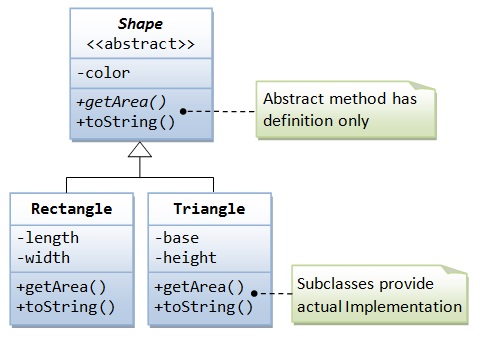 Shape
<<abstract>>
-color
+getArea()
+toString()
Abstract method has
definition only
Rectangle
-length
-width
+getArea()
+toString()
Triangle
-base
-height
+getArea()
+toString()
Subclasses provide
actual Implementation